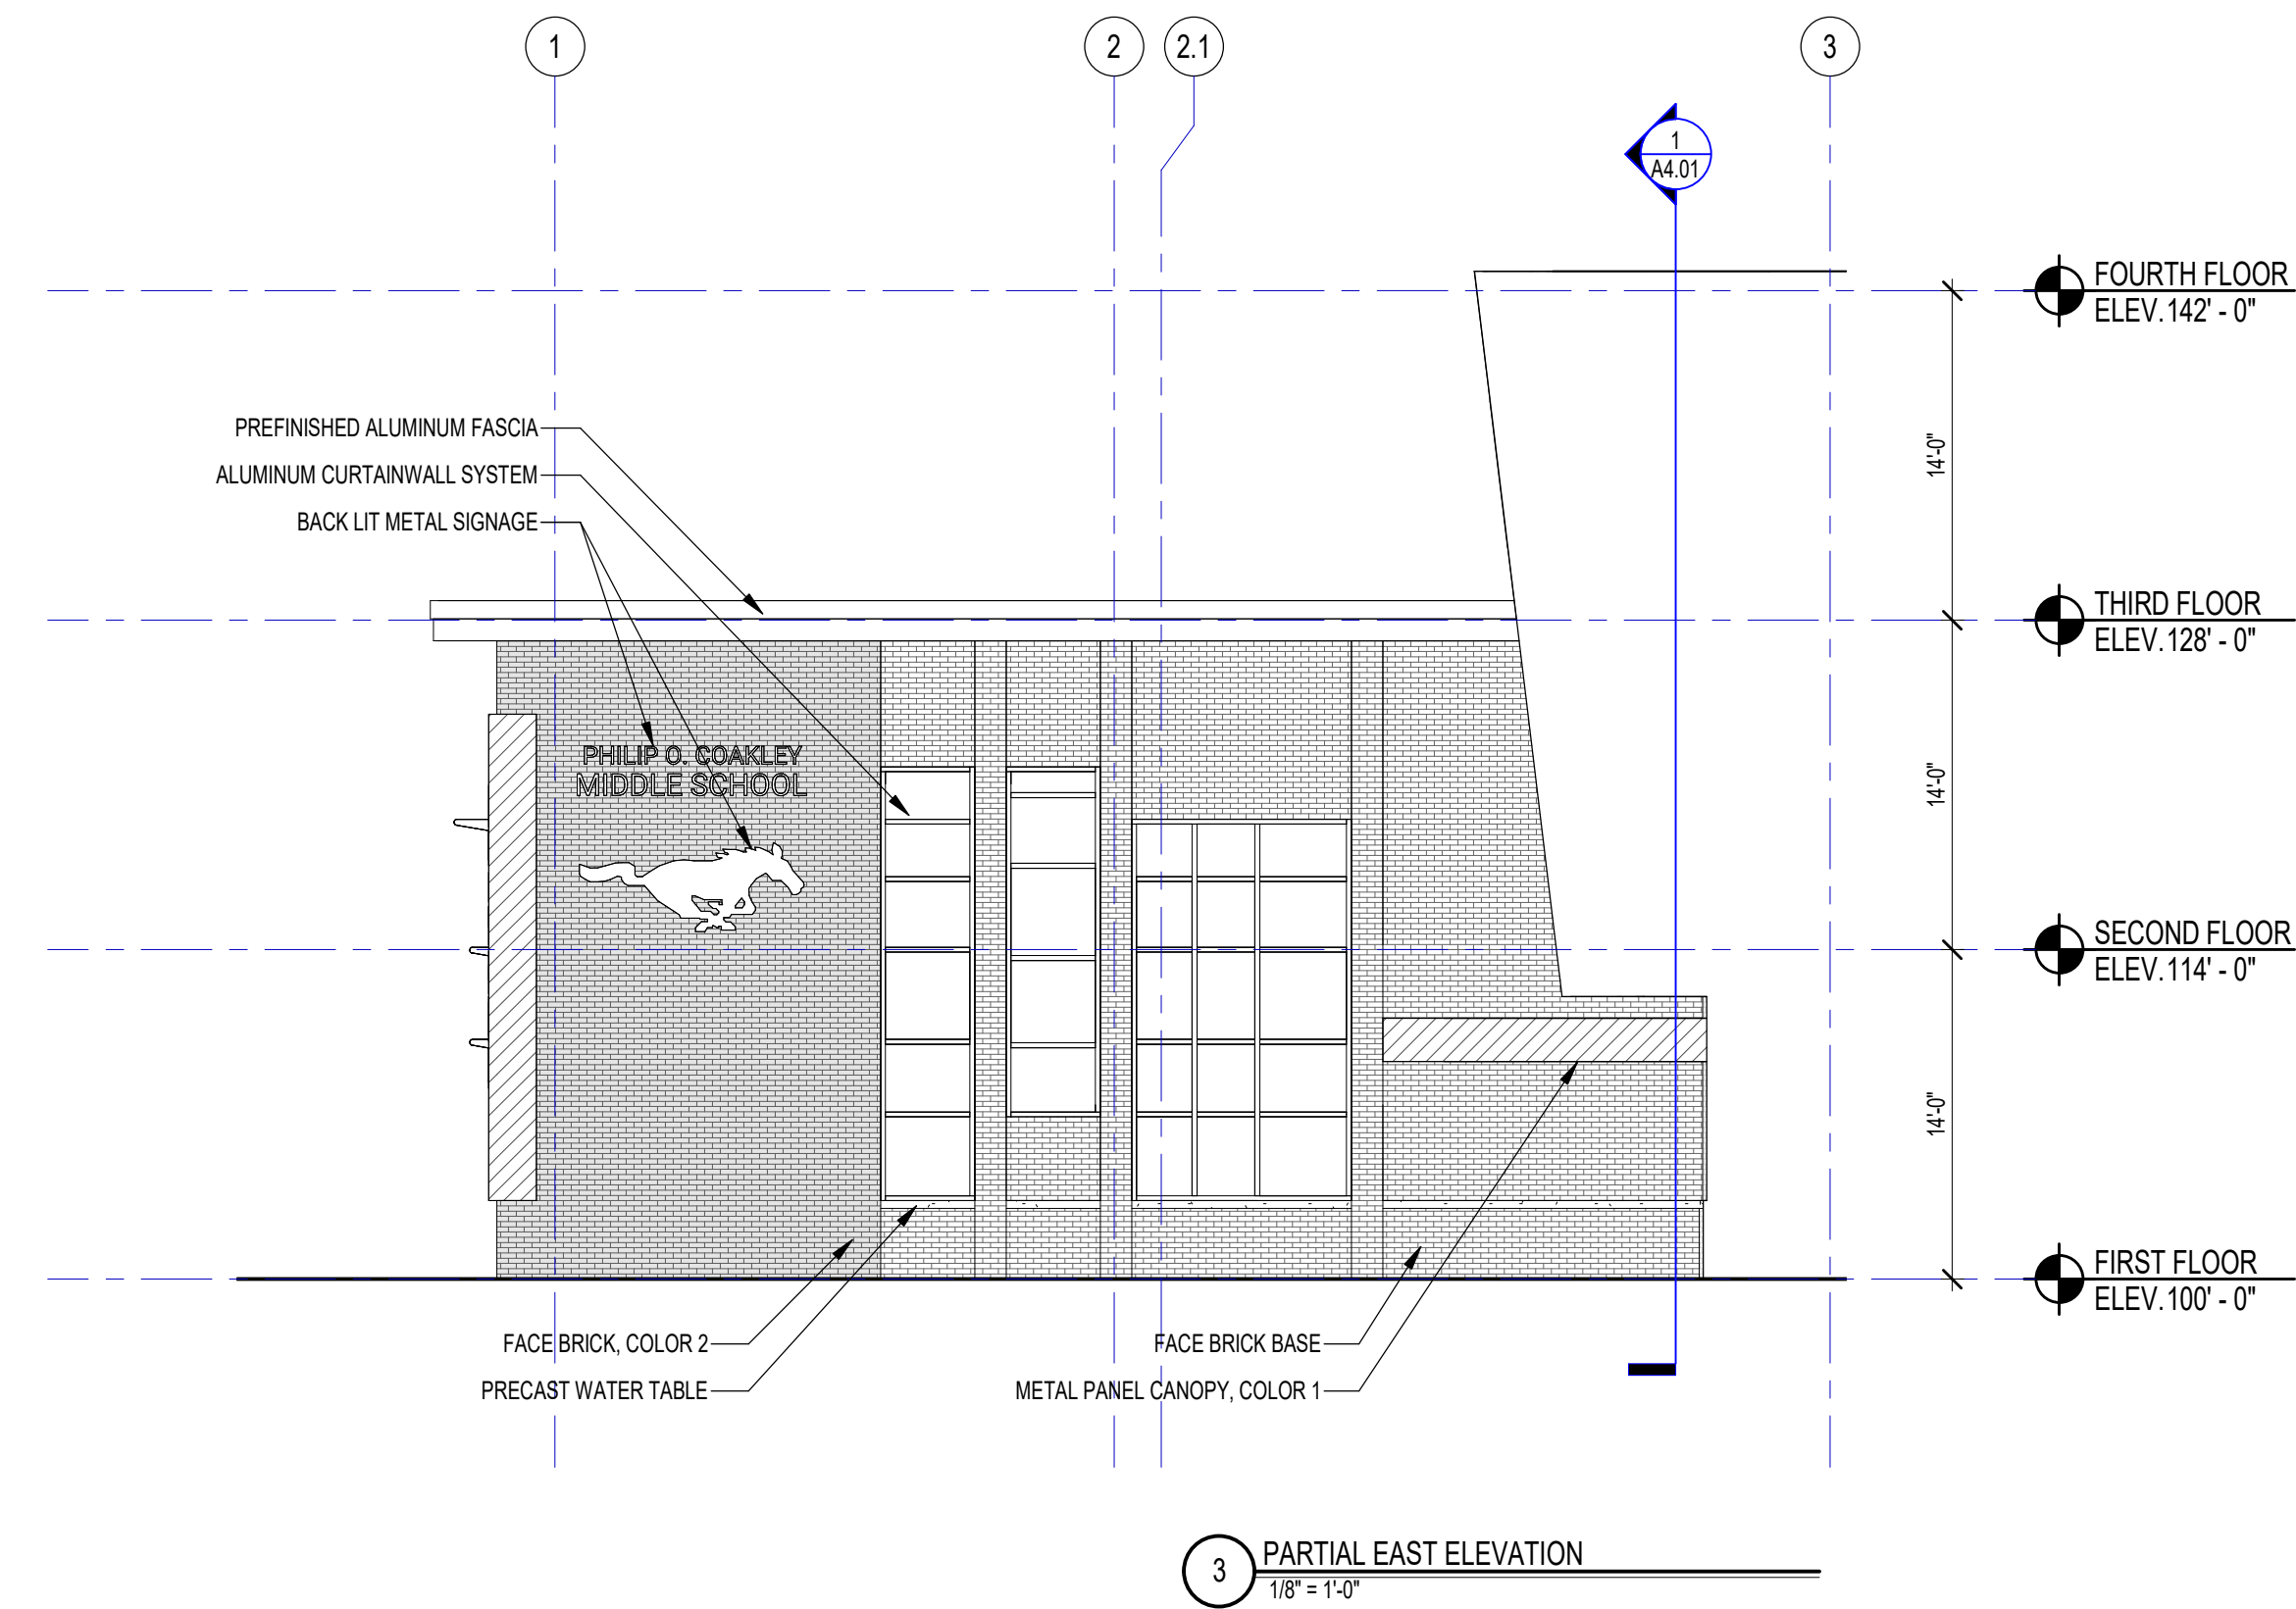 1
2
2.1
3
1
A4.01
FOURTH FLOOR
ELEV. 142' - 0"
14'-0"
PREFINISHED ALUMINUM FASCIA
ALUMINUM CURTAINWALL SYSTEM
BACK LIT METAL SIGNAGE
THIRD FLOOR
ELEV. 128' - 0"
14'-0"
PHILIP O. COAKLEY
MIDDLE SCHOOL
SECOND FLOOR
ELEV. 114' - 0"
14'-0"
FIRST FLOOR
ELEV. 100' - 0"
FACE BRICK, COLOR 2
PRECAST WATER TABLE
FACE BRICK BASE
METAL PANEL CANOPY, COLOR 1
3
PARTIAL EAST ELEVATION
1/8" = 1'-0"